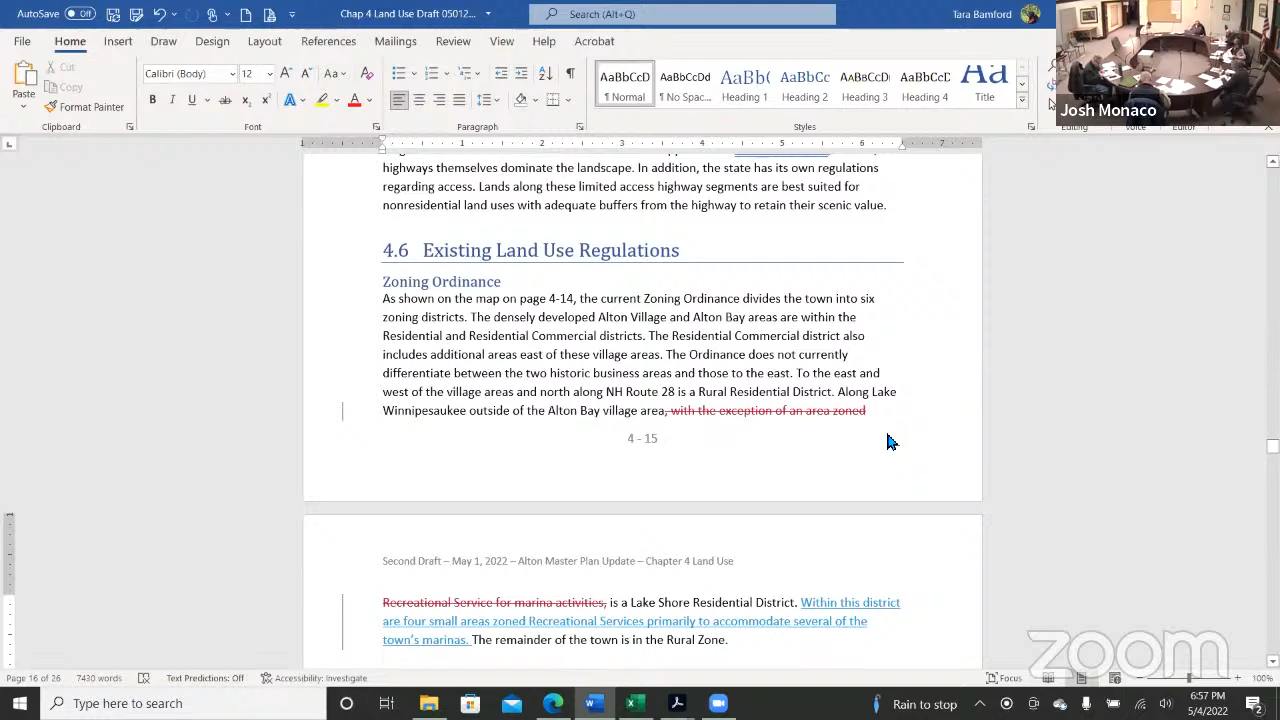 Chap 4 Land Use Draft 05012...
Search (Alt+Q)
Tara Bamford
File Home Insert Draw Design Layout References Mailings Review View Help Acrobat
Paste
Cut
Copy
Format Painter
Calibri (Body) 12
AaBbCcD AaBbCcDd AaBbC AaBbCc AaBbCcD AaBbCcD Aa
¶ Normal ¶ No Spac... Heading 1 Heading 2 Heading 3 Heading 4 Title
Clipboard Font Paragraph Styles Editing Voice Editor
Josh Monaco
highways themselves dominate the landscape. In addition, the state has its own regulations
regarding access. Lands along these limited access highway segments are best suited for
nonresidential land uses with adequate buffers from the highway to retain their scenic value.
4.6 Existing Land Use Regulations
Zoning Ordinance
As shown on the map on page 4-14, the current Zoning Ordinance divides the town into six
zoning districts. The densely developed Alton Village and Alton Bay areas are within the
Residential and Residential Commercial districts. The Residential Commercial district also
includes additional areas east of these village areas. The Ordinance does not currently
differentiate between the two historic business areas and those to the east. To the east and
west of the village areas and north along NH Route 28 is a Rural Residential District. Along Lake
Winnipesaukee outside of the Alton Bay village area, with the exception of an area zoned
4 - 15
Second Draft – May 1, 2022 – Alton Master Plan Update – Chapter 4 Land Use
Recreational Service for marina activities, is a Lake Shore Residential District. Within this district
are four small areas zoned Recreational Services primarily to accommodate several of the
town's marinas. The remainder of the town is in the Rural Zone.
zoom
Page 16 of 26 7430 words Text Predictions: Off Accessibility: Investigate Focus 100%
Type here to search
Rain to stop
6:57 PM
5/4/2022